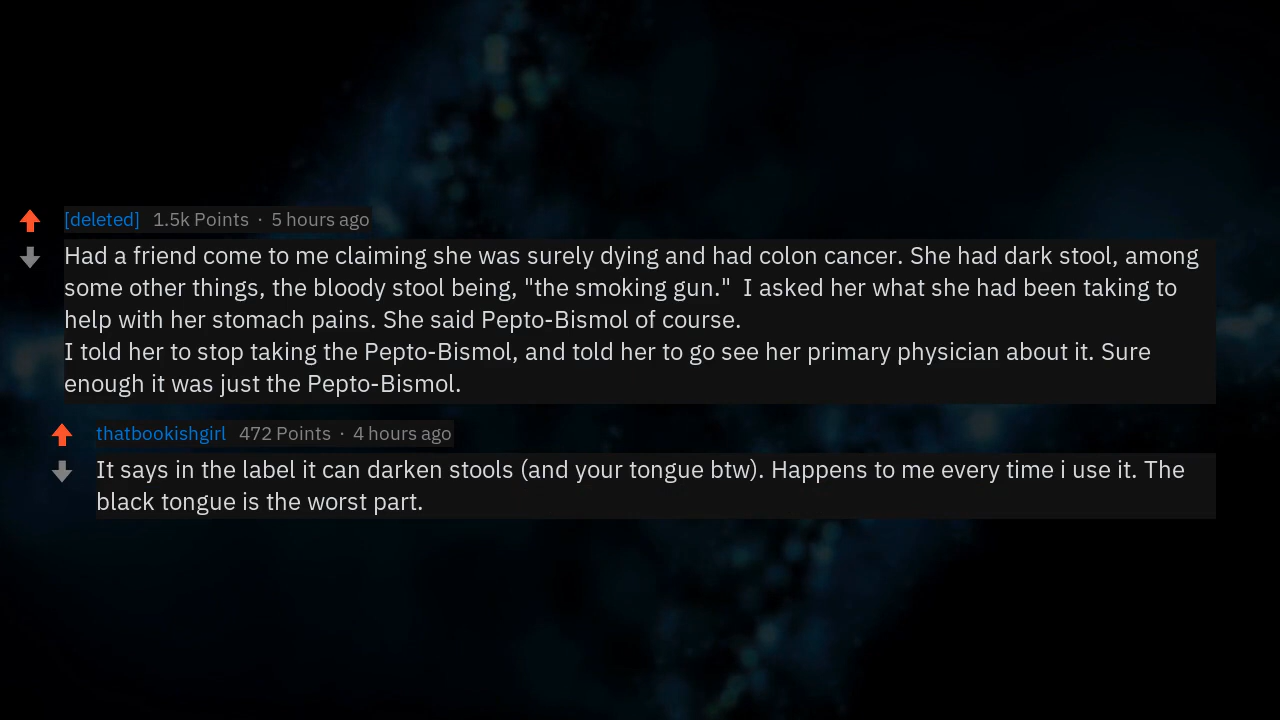 [deleted] 1.5k Points · 5 hours ago
Had a friend come to me claiming she was surely dying and had colon cancer. She had dark stool, among
some other things, the bloody stool being, "the smoking gun."  I asked her what she had been taking to
help with her stomach pains. She said Pepto-Bismol of course.
I told her to stop taking the Pepto-Bismol, and told her to go see her primary physician about it. Sure
enough it was just the Pepto-Bismol.
thatbookishgirl 472 Points · 4 hours ago
It says in the label it can darken stools (and your tongue btw). Happens to me every time i use it. The
black tongue is the worst part.